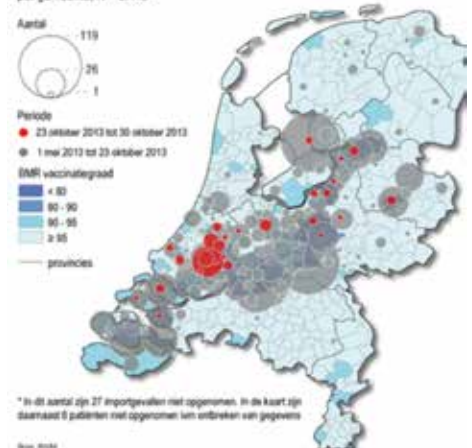 Aantal
119
26
1
Periode
23 oktober 2013 tot 30 oktober 2013
1 mei 2013 tot 23 oktober 2013
BMR vaccinatiegraad
< 80
80 - 90
90 - 95
≥ 95
provincies
* In dit aantal zijn 27 importgevallen niet opgenomen. In de kaart zijn
daarnaast 6 patiënten niet opgenomen ivm ontbreken van gegevens